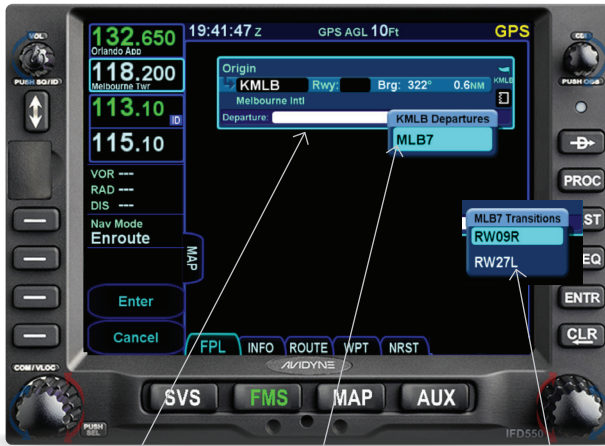 VOL
PUSH SQ/ID
132.650
Orlando App
118.200
Melbourne Twr
113.10 ID
115.10
VOR ---
RAD ---
DIS ---
Nav Mode
Enroute
Enter
Cancel
19:41:47 Z GPS AGL 10Ft GPS
Origin
KMLB Rwy: Brg: 322° 0.6NM KMLB
Melbourne Intl
Departure:
KMLB Departures
MLB7
MLB7 Transitions
RW09R
RW27L
MAP
FPL INFO ROUTE WPT NRST
D
PROC
ST
EQ
ENTR
CLR
COM/VLOC
PUSH SEL
AVIDYNE
SVS FMS MAP AUX
IFD550